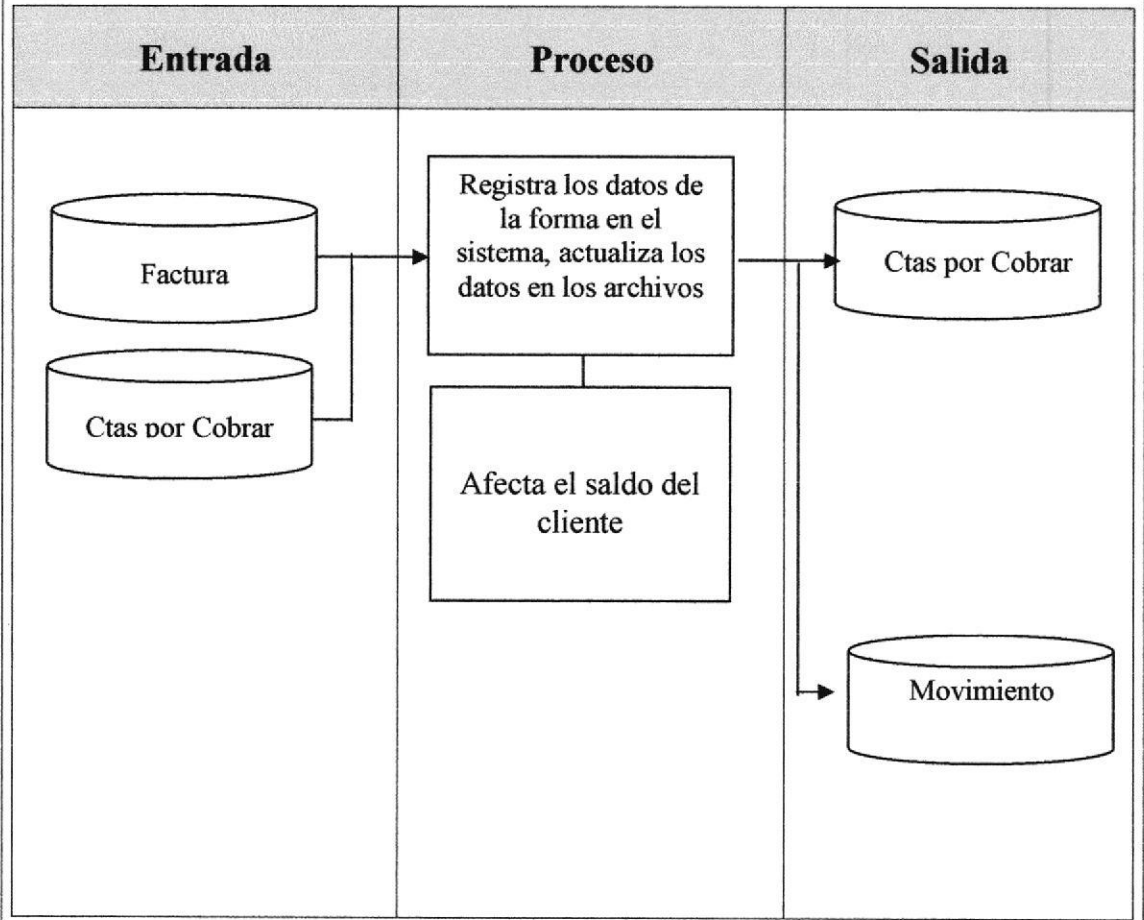 Entrada
Proceso
Salida
Factura
Ctas por Cobrar
Registra los datos de
la forma en el
sistema, actualiza los
datos en los archivos
Afecta el saldo del
cliente
Ctas por Cobrar
Movimiento